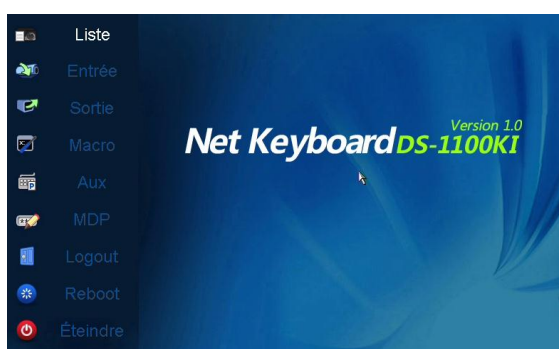 Liste
Entrée
Sortie
Macro
Aux
MDP
Logout
Reboot
Éteindre
Version 1.0
Net Keyboard DS-1100KI